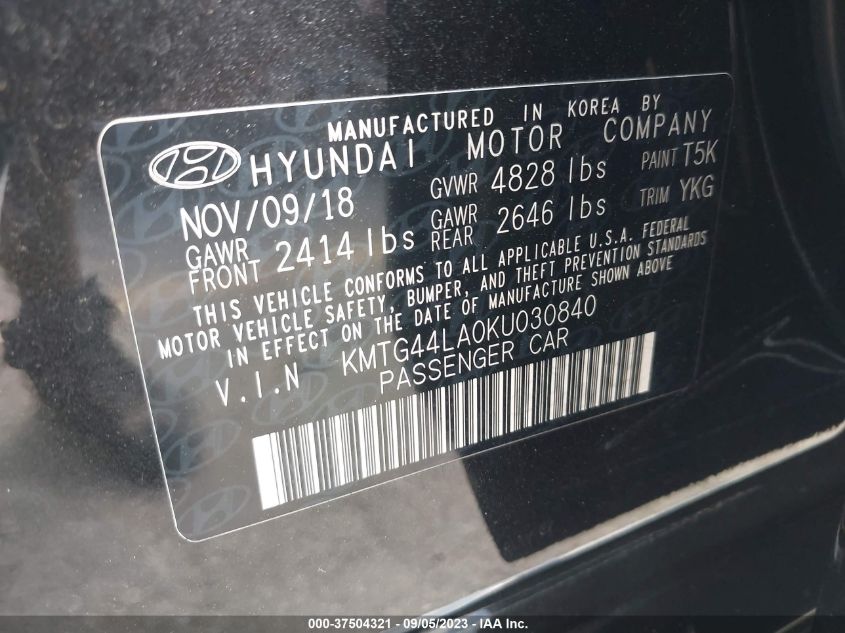 MANUFACTURED IN KOREA BY
HYUNDAI MOTOR COMPANY
NOV/09/18 GVWR 4828 lbs PAINT T5K
GAWR FRONT 2414 lbs GAWR REAR 2646 lbs TRIM YKG
THIS VEHICLE CONFORMS TO ALL APPLICABLE U.S.A. FEDERAL
MOTOR VEHICLE SAFETY, BUMPER, AND THEFT PREVENTION STANDARDS
IN EFFECT ON THE DATE OF MANUFACTURE SHOWN ABOVE
V.I.N KMTG44LA0KU030840
PASSENGER CAR
000-37504321 - 09/05/2023 - IAA Inc.